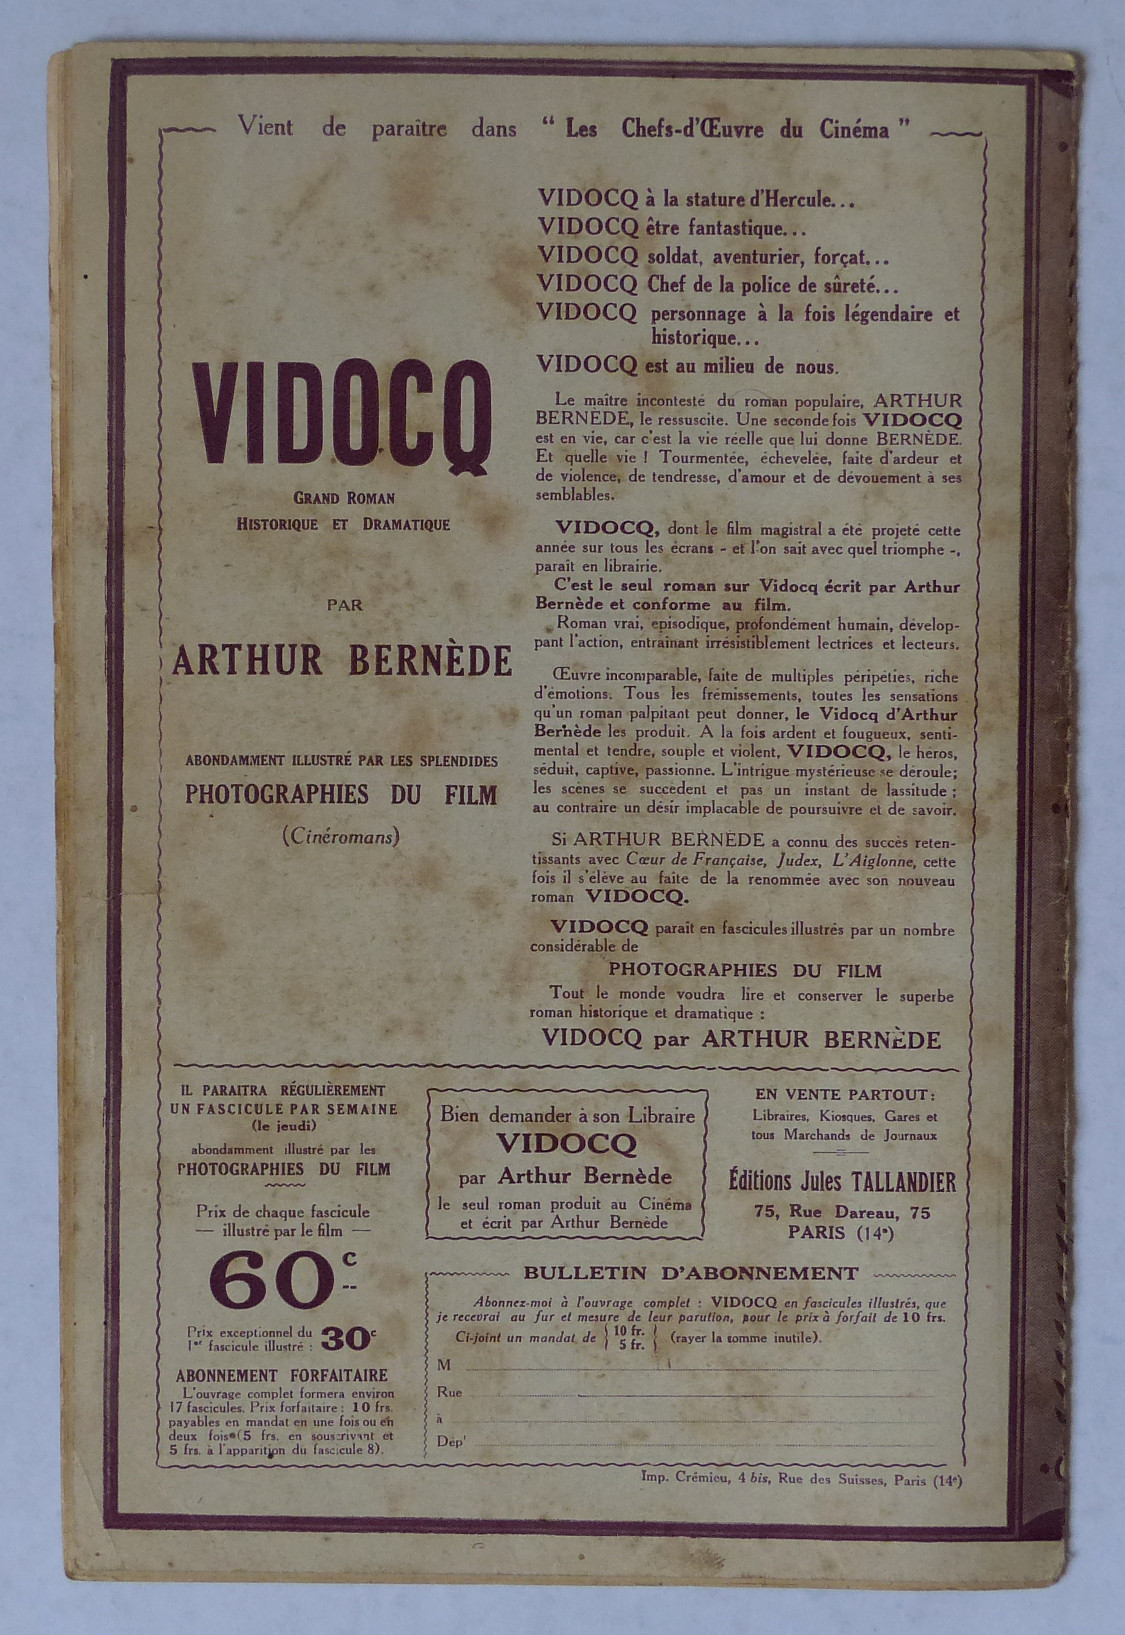 Vient de paraître dans “ Les Chefs-d'Œuvre du Cinéma ”
VIDOCQ
GRAND ROMAN
HISTORIQUE ET DRAMATIQUE
PAR
ARTHUR BERNÈDE
ABONDAMMENT ILLUSTRÉ PAR LES SPLENDIDES
PHOTOGRAPHIES DU FILM
(Cinéromans)
VIDOCQ à la stature d'Hercule...
VIDOCQ être fantastique...
VIDOCQ soldat, aventurier, forçat...
VIDOCQ Chef de la police de sûreté...
VIDOCQ personnage à la fois légendaire et
historique...
VIDOCQ est au milieu de nous.
Le maître incontesté du roman populaire, ARTHUR
BERNÈDE, le ressuscite. Une seconde fois VIDOCQ
est en vie, car c'est la vie réelle que lui donne BERNÈDE.
Et quelle vie ! Tourmentée, échevelée, faite d'ardeur et
de violence, de tendresse, d'amour et de dévouement à ses
semblables.
VIDOCQ, dont le film magistral a été projeté cette
année sur tous les écrans - et l'on sait avec quel triomphe -,
paraît en librairie.
C'est le seul roman sur Vidocq écrit par Arthur
Bernède et conforme au film.
Roman vrai, épisodique, profondément humain, dévelop-
pant l'action, entraînant irrésistiblement lectrices et lecteurs.
Œuvre incomparable, faite de multiples péripéties, riche
d'émotions. Tous les frémissements, toutes les sensations
qu'un roman palpitant peut donner, le Vidocq d'Arthur
Bernède les produit. A la fois ardent et fougueux, senti-
mental et tendre, souple et violent, VIDOCQ, le héros,
séduit, captive, passionne. L'intrigue mystérieuse se déroule;
les scènes se succèdent et pas un instant de lassitude ;
au contraire un désir implacable de poursuivre et de savoir.
Si ARTHUR BERNÈDE a connu des succès reten-
tissants avec Cœur de Française, Judex, L'Aiglonne, cette
fois il s'élève au faîte de la renommée avec son nouveau
roman VIDOCQ.
VIDOCQ paraît en fascicules illustrés par un nombre
considérable de
PHOTOGRAPHIES DU FILM
Tout le monde voudra lire et conserver le superbe
roman historique et dramatique :
VIDOCQ par ARTHUR BERNÈDE
IL PARAITRA RÉGULIÈREMENT
UN FASCICULE PAR SEMAINE
(le jeudi)
abondamment illustré par les
PHOTOGRAPHIES DU FILM
Prix de chaque fascicule
— illustré par le film —
60c
Prix exceptionnel du
1er fascicule illustré : 30c
ABONNEMENT FORFAITAIRE
L'ouvrage complet formera environ
17 fascicules. Prix forfaitaire : 10 frs.
payables en mandat en une fois ou en
deux fois (5 frs. en souscrivant et
5 frs. à l'apparition du fascicule 8).
Bien demander à son Libraire
VIDOCQ
par Arthur Bernède
le seul roman produit au Cinéma
et écrit par Arthur Bernède
EN VENTE PARTOUT:
Libraires, Kiosques, Gares et
tous Marchands de Journaux
Éditions Jules TALLANDIER
75, Rue Dareau, 75
PARIS (14e)
BULLETIN D'ABONNEMENT
Abonnez-moi à l'ouvrage complet : VIDOCQ en fascicules illustrés, que
je recevrai au fur et mesure de leur parution, pour le prix à forfait de 10 frs.
Ci-joint un mandat de { 10 fr. 5 fr. } (rayer la somme inutile).
M
Rue
à
Dépt
Imp. Crémieu, 4 bis, Rue des Suisses, Paris (14e)